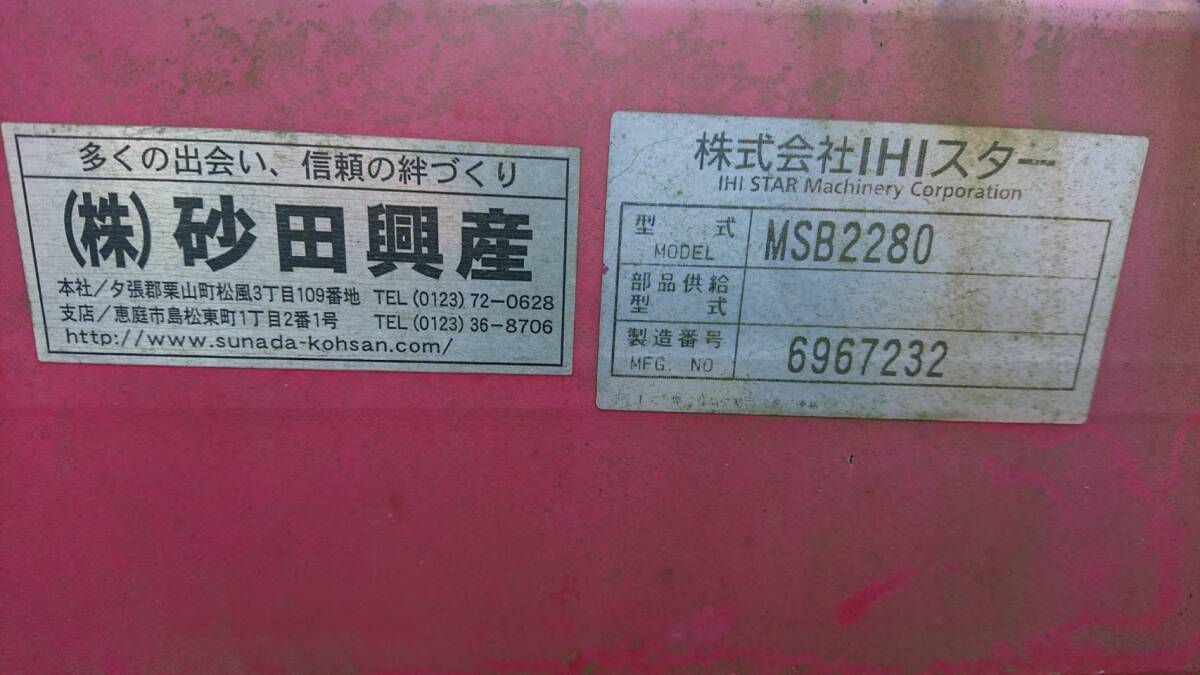 多くの出会い、信頼の絆づくり
(株)砂田興産
本社/夕張郡栗山町松風3丁目109番地 TEL(0123)72-0628
支店/恵庭市島松東町1丁目2番1号 TEL(0123)36-8706
http://www.sunada-kohsan.com/
株式会社IHIスター
IHI STAR Machinery Corporation
型式
MODEL
MSB2280
部品供給
型式
製造番号
MFG. NO
6967232